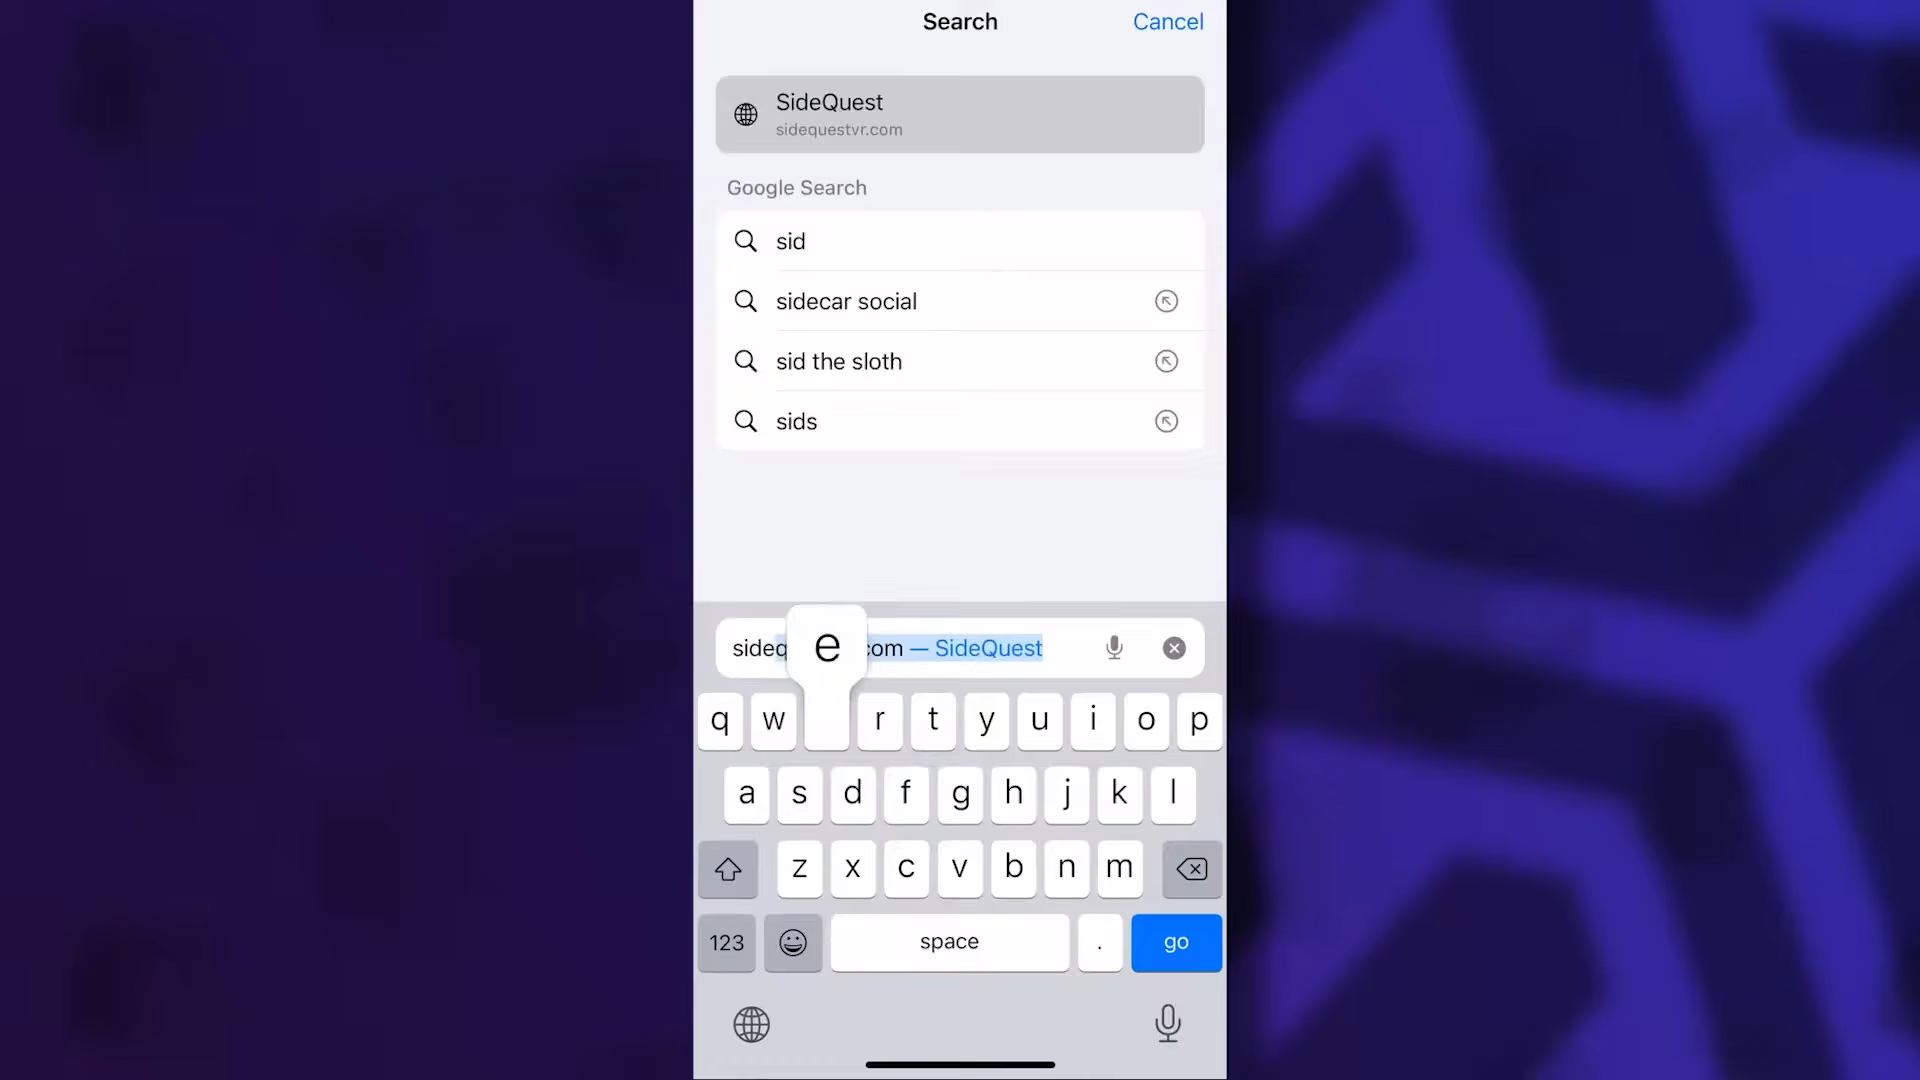 Search
Cancel
SideQuest
sidequestvr.com
Google Search
sid
sidecar social
sid the sloth
sids
sideq e com — SideQuest
q w r t y u i o p
a s d f g h j k l
z x c v b n m
123 space . go